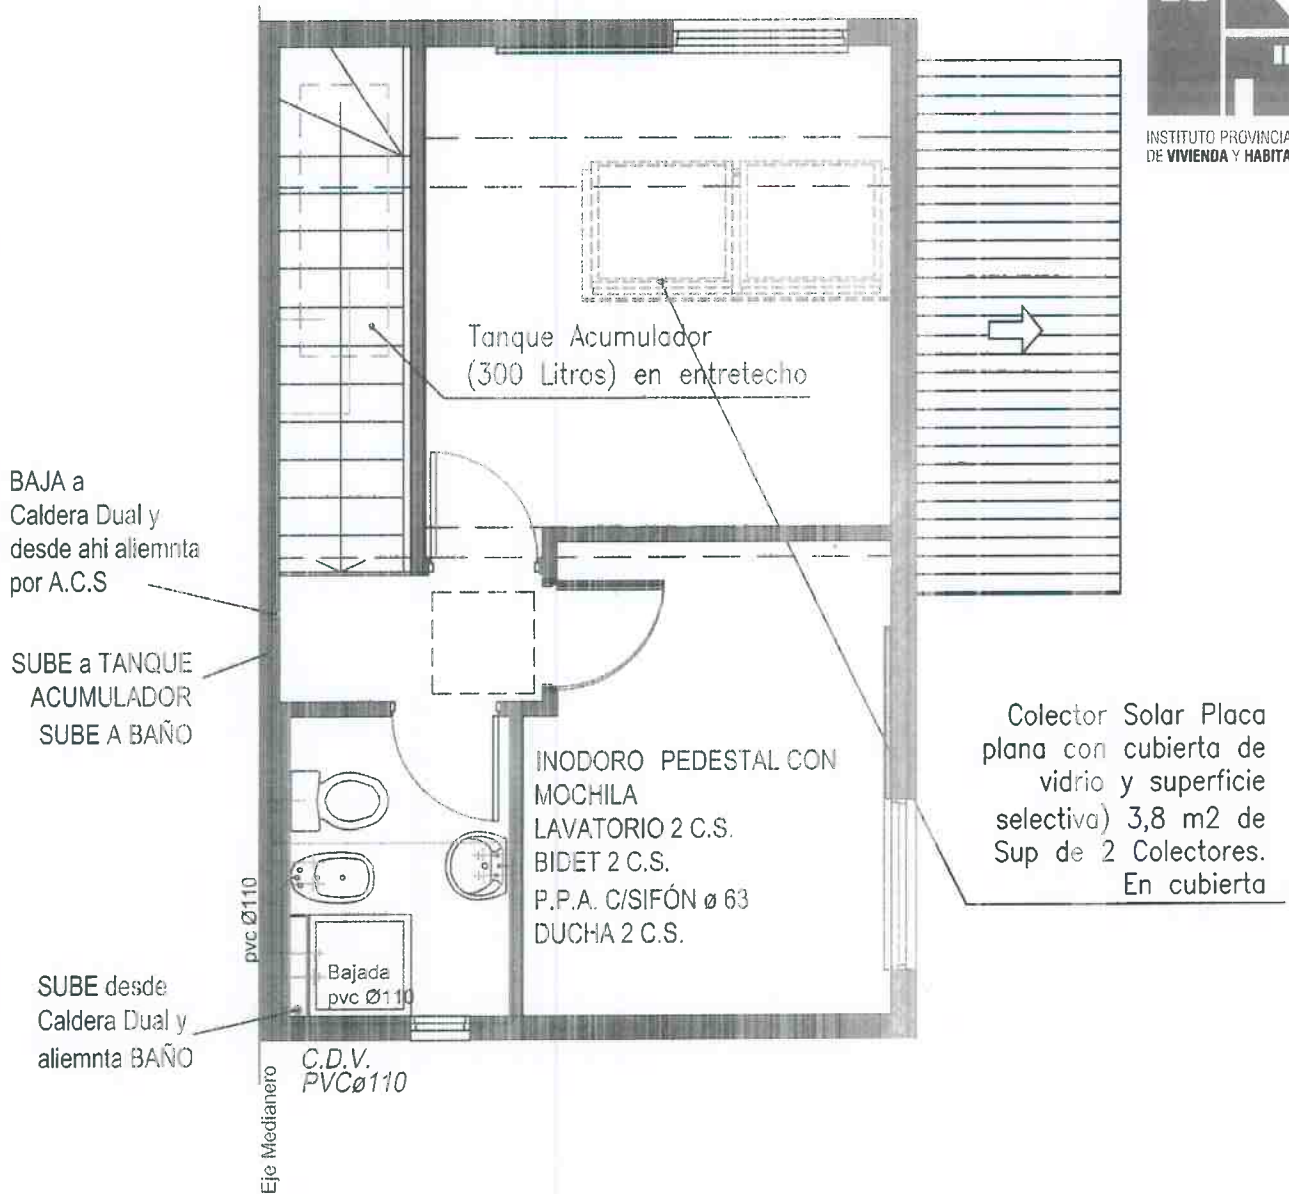 INSTITUTO PROVINCIA
DE VIVIENDA Y HABITA
Tanque Acumulador
(300 Litros) en entretecho
BAJA a
Caldera Dual y
desde ahi aliemnta
por A.C.S
SUBE a TANQUE
ACUMULADOR
SUBE A BAÑO
INODORO PEDESTAL CON
MOCHILA
LAVATORIO 2 C.S.
BIDET 2 C.S.
P.P.A. C/SIFÓN ø 63
DUCHA 2 C.S.
Colector Solar Placa
plana con cubierta de
vidrio y superficie
selectiva) 3,8 m2 de
Sup de 2 Colectores.
En cubierta
pvc Ø110
Bajada
pvc Ø110
SUBE desde
Caldera Dual y
aliemnta BAÑO
C.D.V.
PVCø110
Eje Medianero